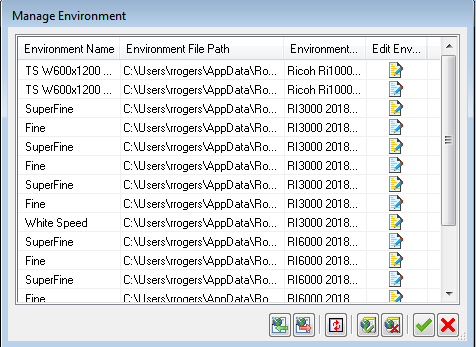 Manage Environment
Environment Name Environment File Path Environment... Edit Env...
TS W600x1200 ... C:\Users\rrogers\AppData\Ro... Ricoh Ri1000...
TS W600x1200 ... C:\Users\rrogers\AppData\Ro... Ricoh Ri1000...
SuperFine C:\Users\rrogers\AppData\Ro... RI3000 2018...
Fine C:\Users\rrogers\AppData\Ro... RI3000 2018...
SuperFine C:\Users\rrogers\AppData\Ro... RI3000 2018...
Fine C:\Users\rrogers\AppData\Ro... RI3000 2018...
SuperFine C:\Users\rrogers\AppData\Ro... RI3000 2018...
Fine C:\Users\rrogers\AppData\Ro... RI3000 2018...
White Speed C:\Users\rrogers\AppData\Ro... RI3000 2018...
SuperFine C:\Users\rrogers\AppData\Ro... RI6000 2018...
Fine C:\Users\rrogers\AppData\Ro... RI6000 2018...
SuperFine C:\Users\rrogers\AppData\Ro... RI6000 2018...
Fine C:\Users\rrogers\AppData\Ro... RI6000 2018...